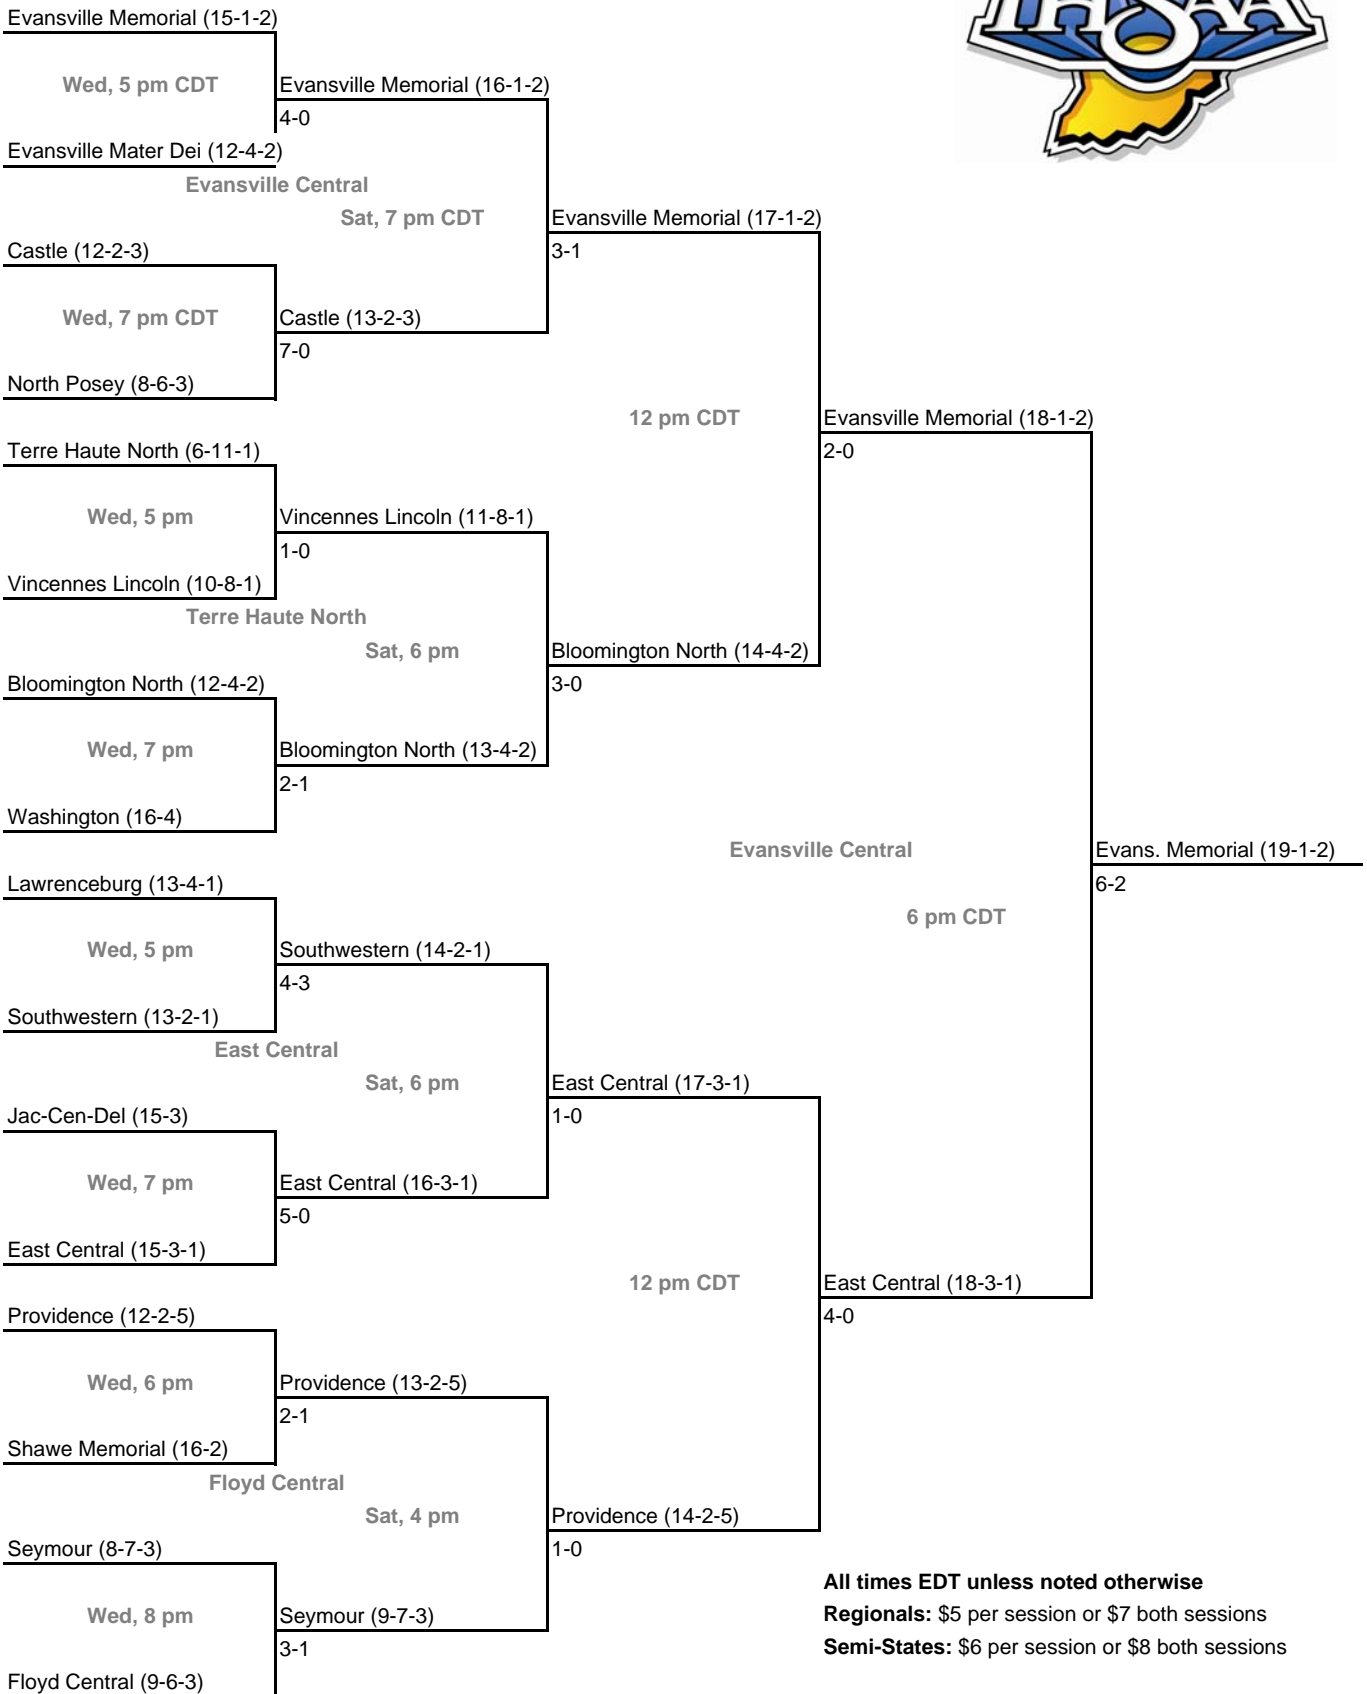 IHSAA
Evansville Memorial (15-1-2)
Wed, 5 pm CDT
Evansville Memorial (16-1-2)
4-0
Evansville Mater Dei (12-4-2)
Evansville Central
Sat, 7 pm CDT
Evansville Memorial (17-1-2)
3-1
Castle (12-2-3)
Wed, 7 pm CDT
Castle (13-2-3)
7-0
North Posey (8-6-3)
12 pm CDT
Evansville Memorial (18-1-2)
2-0
Terre Haute North (6-11-1)
Wed, 5 pm
Vincennes Lincoln (11-8-1)
1-0
Vincennes Lincoln (10-8-1)
Terre Haute North
Sat, 6 pm
Bloomington North (14-4-2)
3-0
Bloomington North (12-4-2)
Wed, 7 pm
Bloomington North (13-4-2)
2-1
Washington (16-4)
Evansville Central
Evans. Memorial (19-1-2)
6-2
6 pm CDT
Lawrenceburg (13-4-1)
Wed, 5 pm
Southwestern (14-2-1)
4-3
Southwestern (13-2-1)
East Central
Sat, 6 pm
East Central (17-3-1)
1-0
Jac-Cen-Del (15-3)
Wed, 7 pm
East Central (16-3-1)
5-0
East Central (15-3-1)
12 pm CDT
East Central (18-3-1)
4-0
Providence (12-2-5)
Wed, 6 pm
Providence (13-2-5)
2-1
Shawe Memorial (16-2)
Floyd Central
Sat, 4 pm
Providence (14-2-5)
1-0
Seymour (8-7-3)
Wed, 8 pm
Seymour (9-7-3)
3-1
Floyd Central (9-6-3)
All times EDT unless noted otherwise
Regionals: $5 per session or $7 both sessions
Semi-States: $6 per session or $8 both sessions